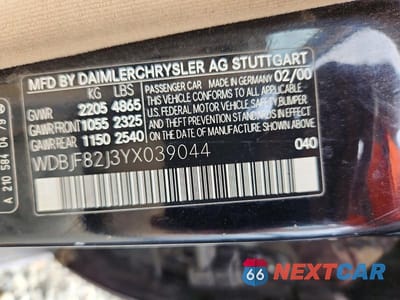 MFD BY DAIMLERCHRYSLER AG STUTTGART
MADE IN GERMANY 02/00
KG LBS
GVWR 2205 4865
GAWR FRONT 1055 2325
GAWR REAR 1150 2540
PASSENGER CAR
THIS VEHICLE CONFORMS TO ALL APPLICABLE
U.S. FEDERAL MOTOR VEHICLE SAFETY/BUMPER
AND THEFT PREVENTION STANDARDS IN EFFECT
ON THE DATE OF MANUFACTURE SHOWN ABOVE
WDBJF82J3YX039044 040
A 210 584 04 79
66 NEXTCAR